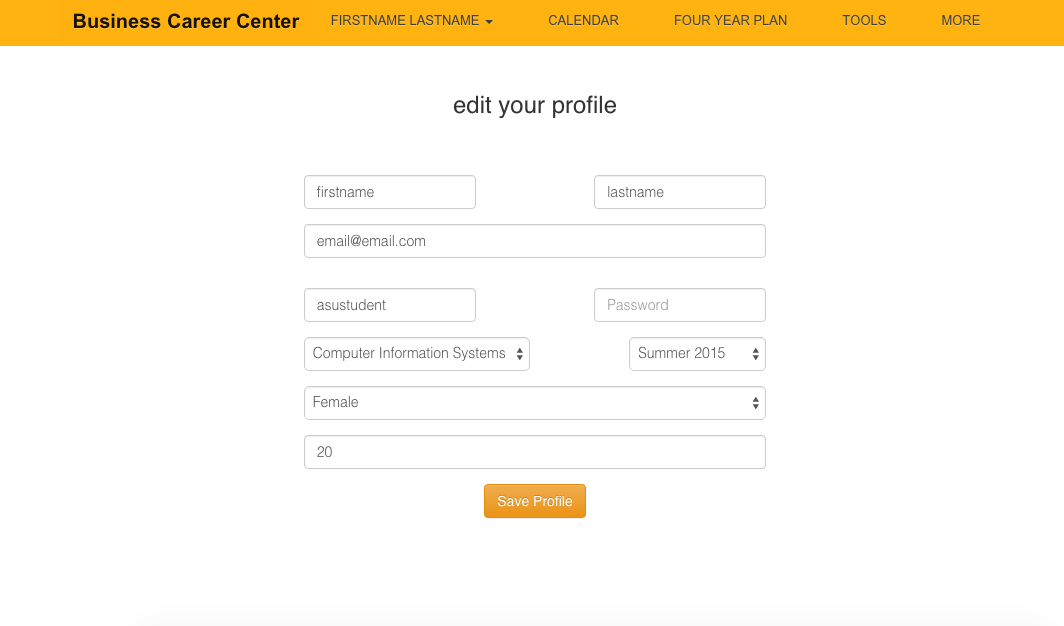 Business Career Center FIRSTNAME LASTNAME CALENDAR FOUR YEAR PLAN TOOLS MORE
edit your profile
firstname lastname
email@email.com
asustudent Password
Computer Information Systems Summer 2015
Female
20
Save Profile